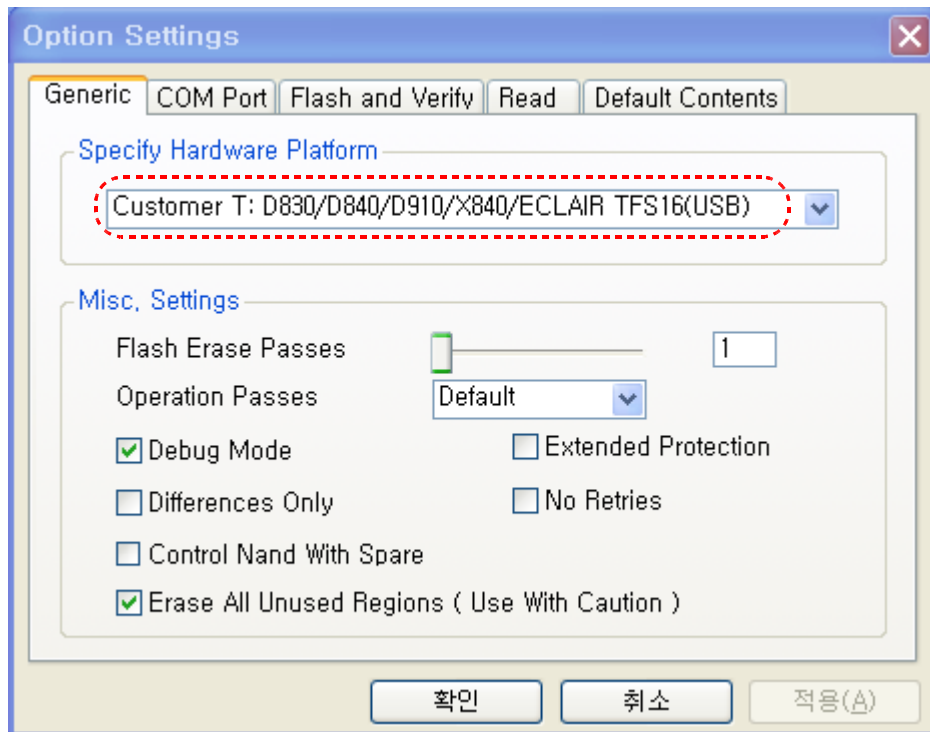 Option Settings
Generic COM Port Flash and Verify Read Default Contents
Specify Hardware Platform
Customer T: D830/D840/D910/X840/ECLAIR TFS16(USB)
Misc, Settings
Flash Erase Passes 1
Operation Passes Default
Debug Mode Extended Protection
Differences Only No Retries
Control Nand With Spare
Erase All Unused Regions ( Use With Caution )
확인 취소 적용(A)